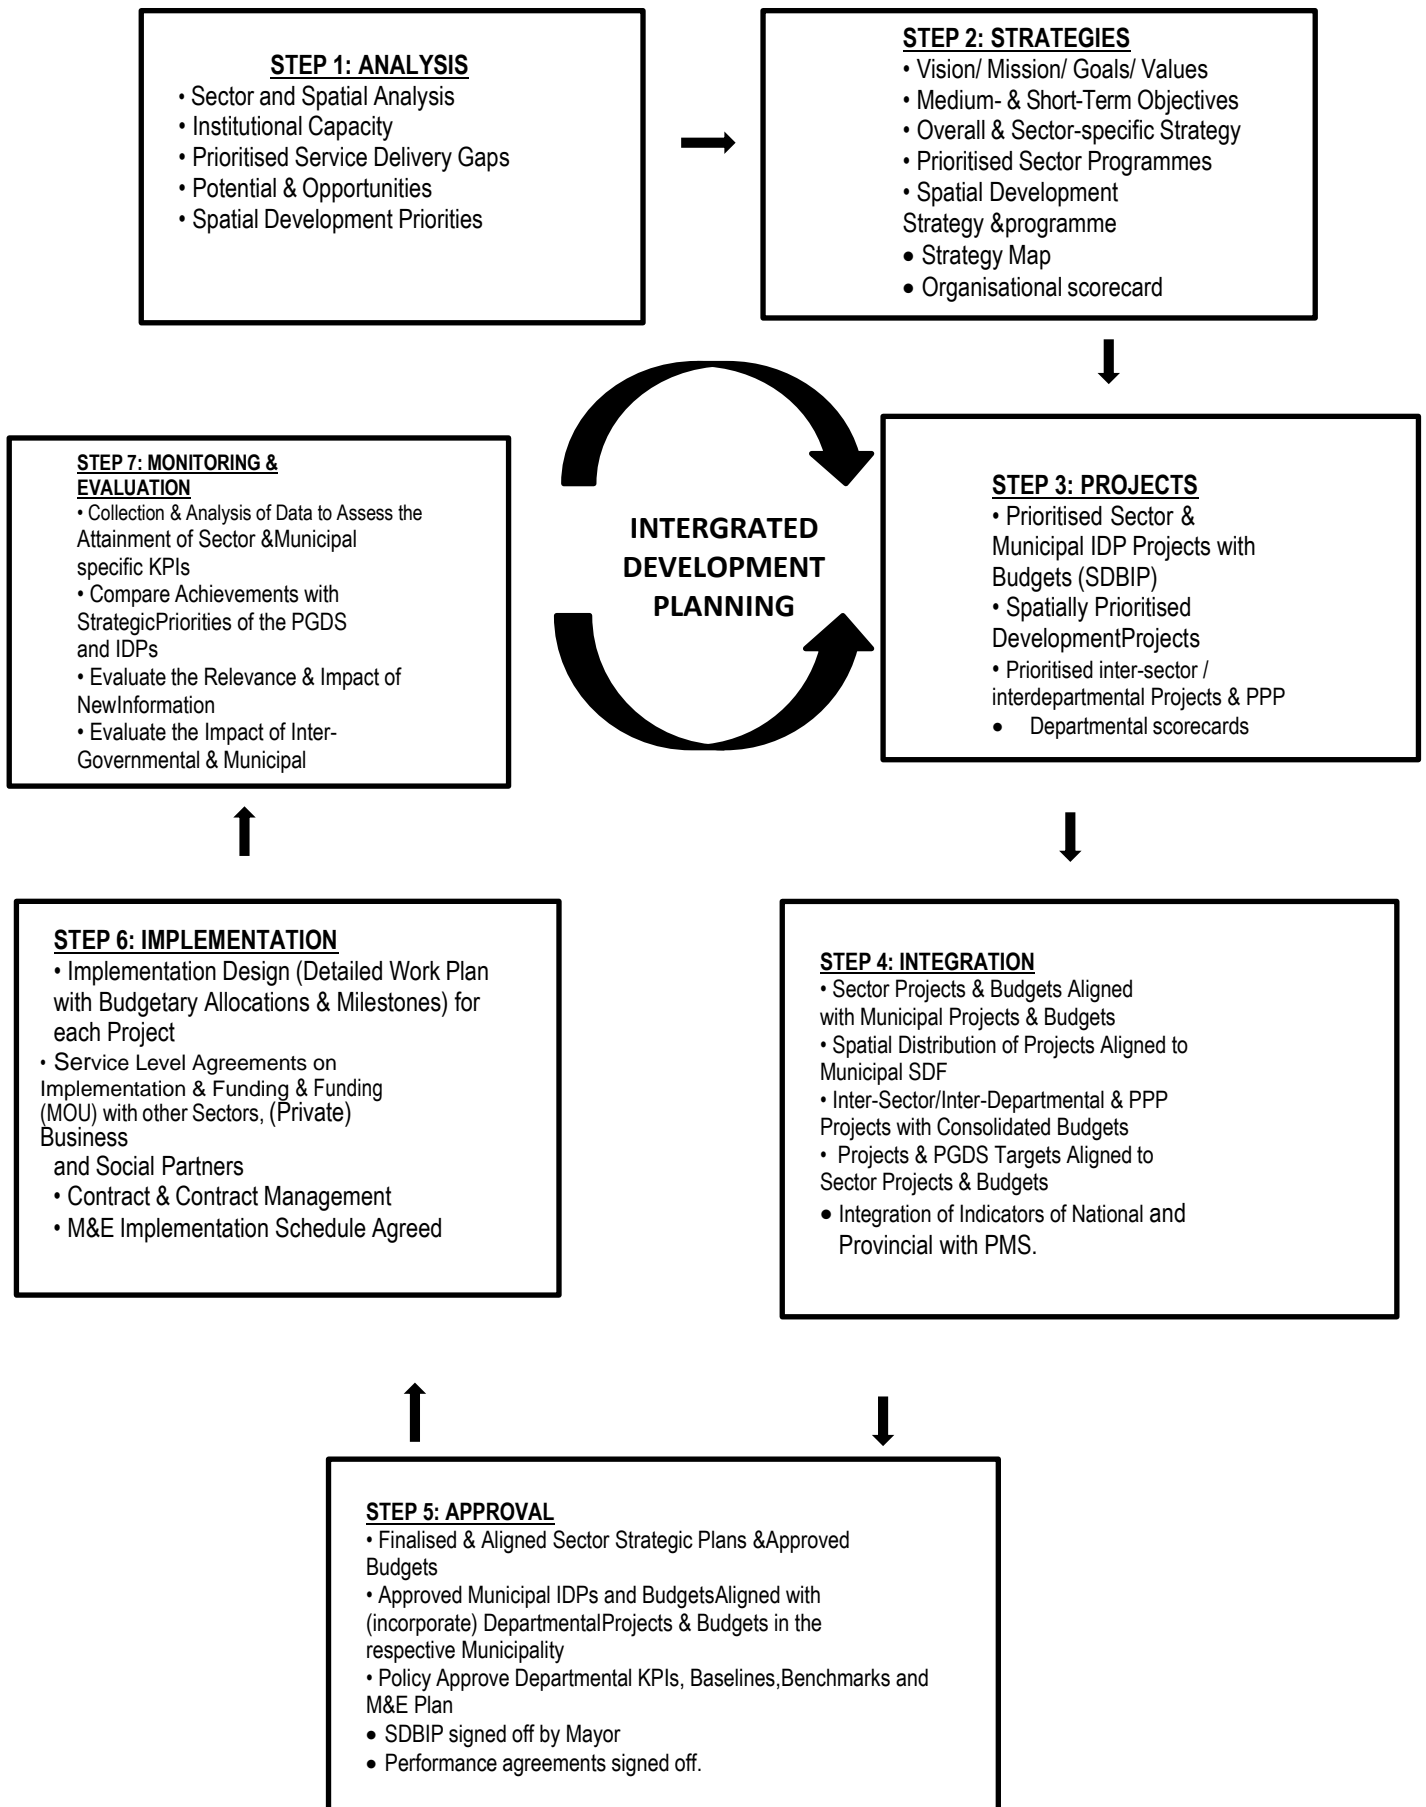 STEP 1: ANALYSIS
• Sector and Spatial Analysis
• Institutional Capacity
• Prioritised Service Delivery Gaps
• Potential & Opportunities
• Spatial Development Priorities
STEP 2: STRATEGIES
• Vision/ Mission/ Goals/ Values
• Medium- & Short-Term Objectives
• Overall & Sector-specific Strategy
• Prioritised Sector Programmes
• Spatial Development
Strategy &programme
• Strategy Map
• Organisational scorecard
INTERGRATED
DEVELOPMENT
PLANNING
STEP 3: PROJECTS
• Prioritised Sector &
Municipal IDP Projects with
Budgets (SDBIP)
• Spatially Prioritised
DevelopmentProjects
• Prioritised inter-sector /
interdepartmental Projects & PPP
• Departmental scorecards
STEP 4: INTEGRATION
• Sector Projects & Budgets Aligned
with Municipal Projects & Budgets
• Spatial Distribution of Projects Aligned to
Municipal SDF
• Inter-Sector/Inter-Departmental & PPP
Projects with Consolidated Budgets
• Projects & PGDS Targets Aligned to
Sector Projects & Budgets
• Integration of Indicators of National and
Provincial with PMS.
STEP 5: APPROVAL
• Finalised & Aligned Sector Strategic Plans &Approved
Budgets
• Approved Municipal IDPs and BudgetsAligned with
(incorporate) DepartmentalProjects & Budgets in the
respective Municipality
• Policy Approve Departmental KPIs, Baselines,Benchmarks and
M&E Plan
• SDBIP signed off by Mayor
• Performance agreements signed off.
STEP 6: IMPLEMENTATION
• Implementation Design (Detailed Work Plan
with Budgetary Allocations & Milestones) for
each Project
• Service Level Agreements on
Implementation & Funding & Funding
(MOU) with other Sectors, (Private)
Business
and Social Partners
• Contract & Contract Management
• M&E Implementation Schedule Agreed
STEP 7: MONITORING &
EVALUATION
• Collection & Analysis of Data to Assess the
Attainment of Sector &Municipal
specific KPIs
• Compare Achievements with
StrategicPriorities of the PGDS
and IDPs
• Evaluate the Relevance & Impact of
NewInformation
• Evaluate the Impact of Inter-
Governmental & Municipal